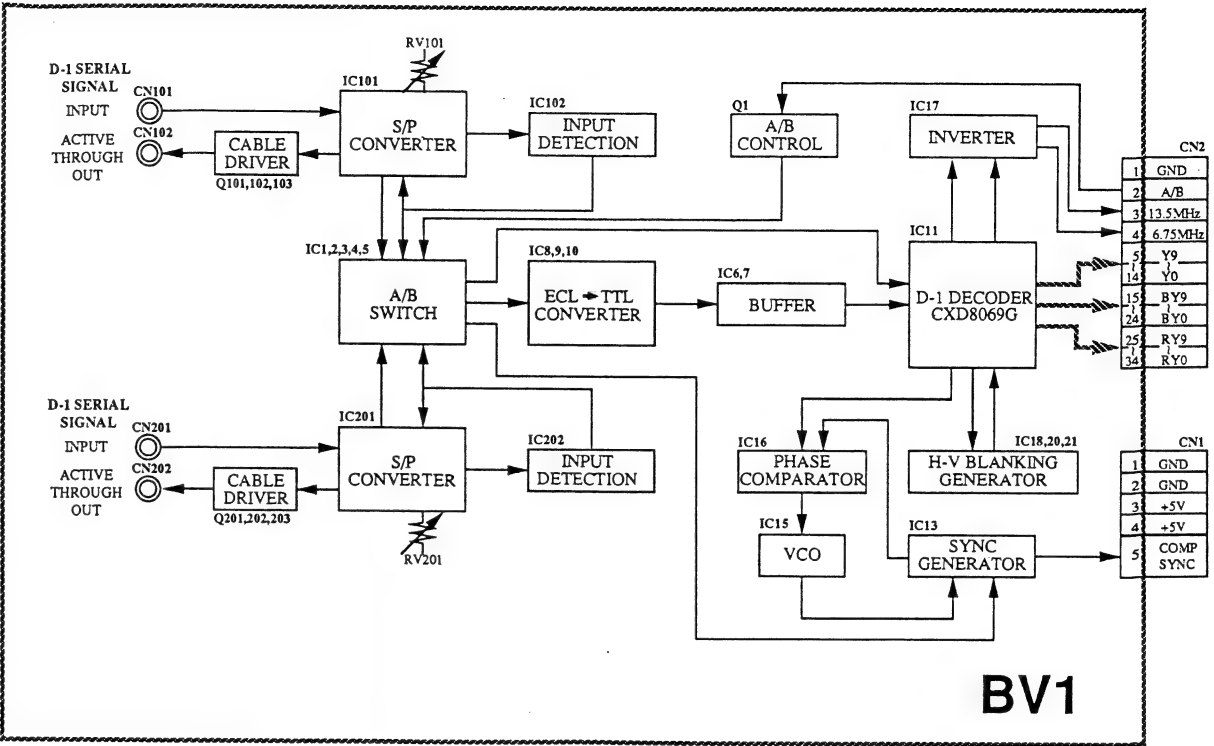 RV101
D-1 SERIAL
SIGNAL
INPUT
CN101
ACTIVE
THROUGH
OUT
CN102
CABLE
DRIVER
Q101,102,103
IC101
S/P
CONVERTER
IC102
INPUT
DETECTION
Q1
A/B
CONTROL
IC17
INVERTER
CN2
1 GND
2 A/B
3 13.5MHz
4 6.75MHz
5 Y9
~ ~
14 Y0
15 BY9
~ ~
24 BY0
25 RY9
~ ~
34 RY0
IC1,2,3,4,5
A/B
SWITCH
IC8,9,10
ECL → TTL
CONVERTER
IC6,7
BUFFER
IC11
D-1 DECODER
CXD8069G
D-1 SERIAL
SIGNAL
INPUT
CN201
ACTIVE
THROUGH
OUT
CN202
CABLE
DRIVER
Q201,202,203
IC201
S/P
CONVERTER
RV201
IC202
INPUT
DETECTION
IC16
PHASE
COMPARATOR
IC18,20,21
H-V BLANKING
GENERATOR
IC15
VCO
IC13
SYNC
GENERATOR
CN1
1 GND
2 GND
3 +5V
4 +5V
5 COMP
SYNC
BV1